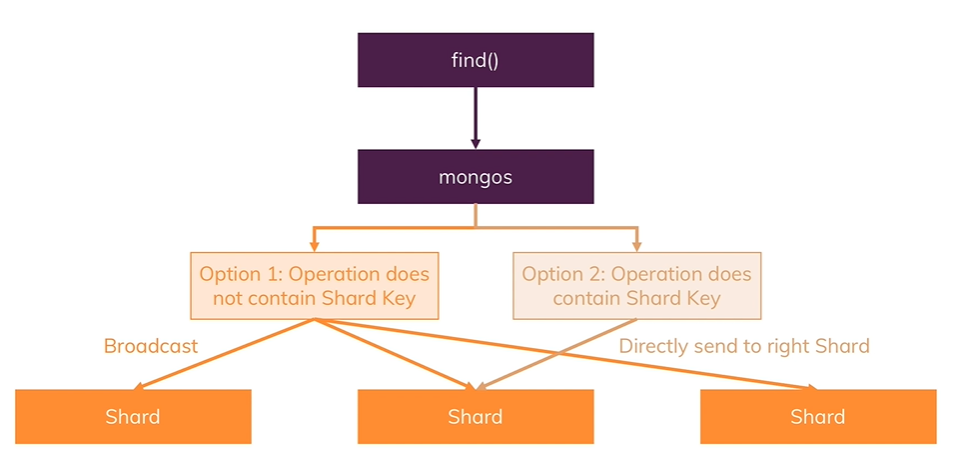 find()
mongos
Option 1: Operation does
not contain Shard Key
Option 2: Operation does
contain Shard Key
Broadcast
Directly send to right Shard
Shard
Shard
Shard